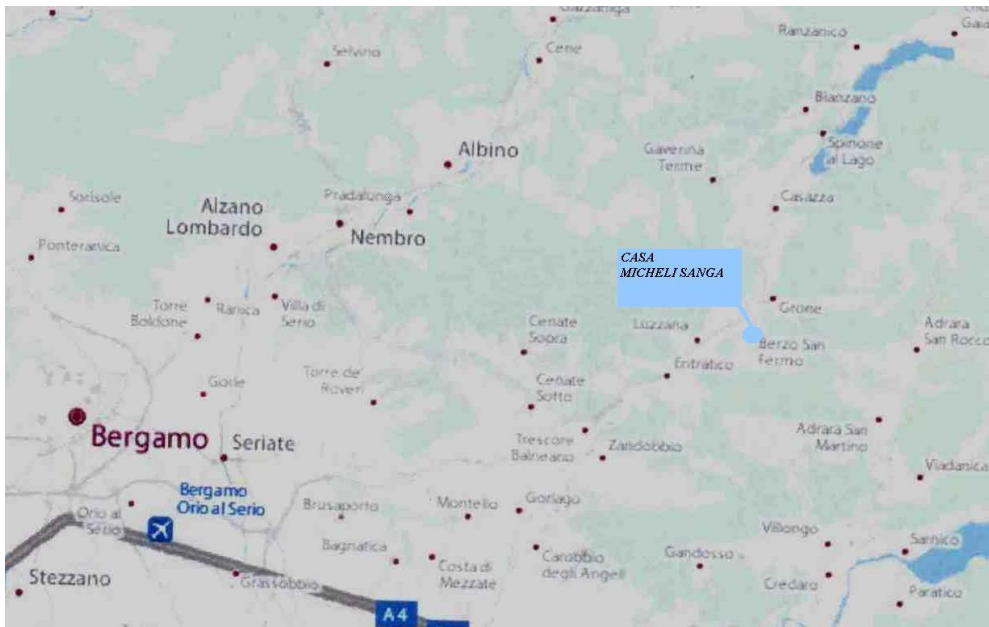 Gazzaniga
Selvino
Cene
Ranzanico
Bianzano
Spinone
al Lago
Albino
Gaverina
Terme
Casazza
Pradalunga
Nembro
Alzano
Lombardo
Sorisole
Ponteranica
CASA
MICHELI SANGA
Torre
Boldone
Ranica
Villa di
Serio
Grone
Luzzana
Berzo San
Fermo
Cenate
Sopra
Entratico
Adrara
San Rocco
Gorle
Torre de'
Roveri
Cenate
Sotto
Bergamo
Seriate
Trescore
Balneario
Zandobbio
Adrara San
Martino
Viadanica
Bergamo
Orio al Serio
Orio al
Serio
Brusaporto
Montello
Gorlago
Villongo
Sarnico
Bagnatica
Costa di
Mezzate
Carobbio
degli Angeli
Gandosso
Credaro
Paratico
Stezzano
Grassobbio
A 4